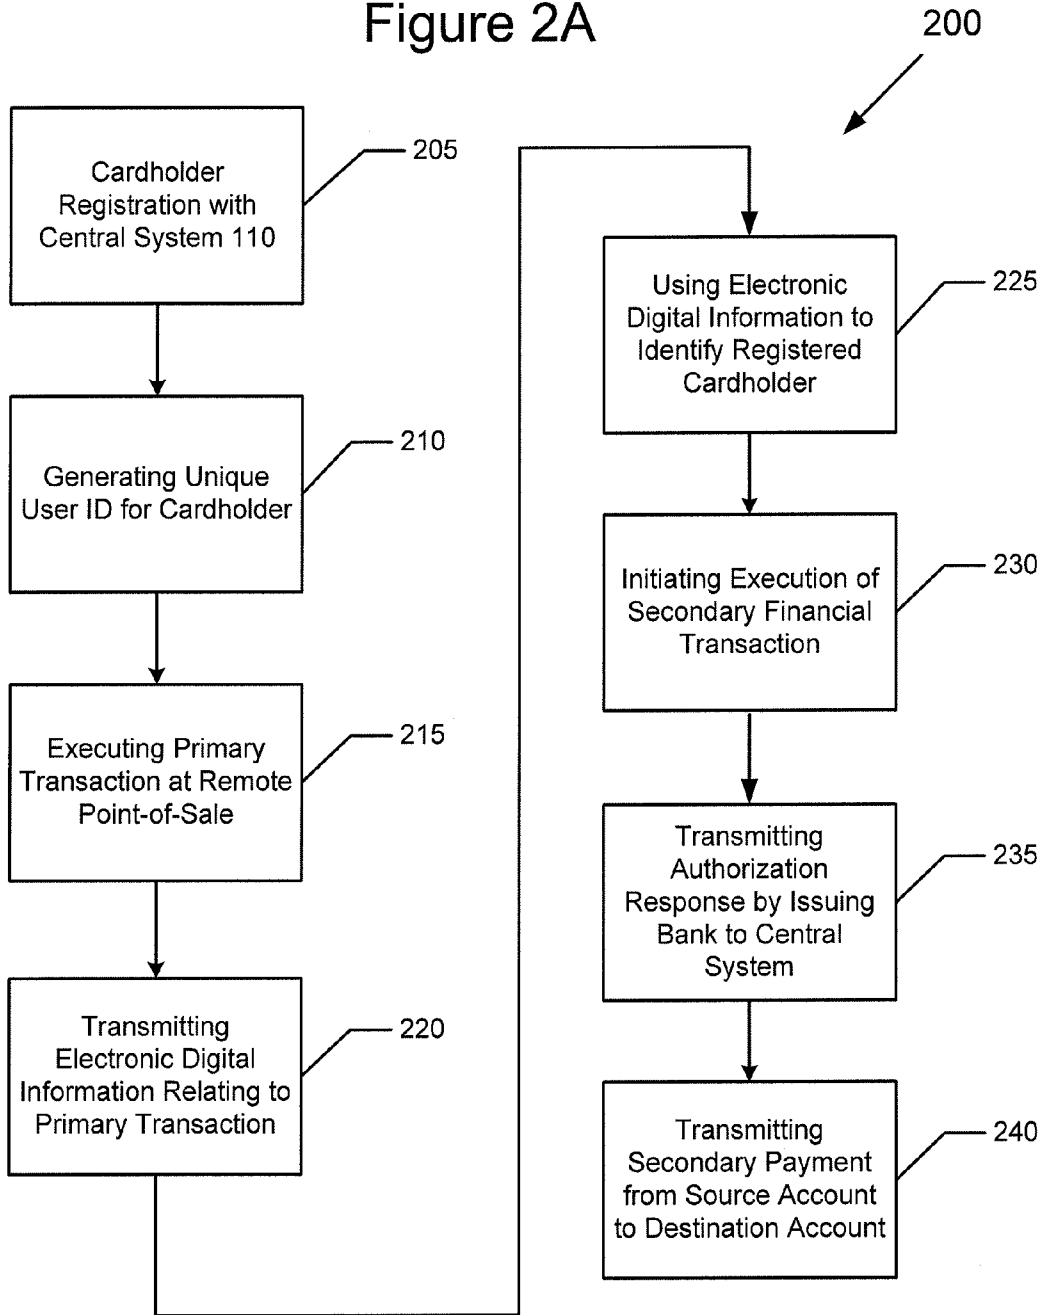 Figure 2A
200
Cardholder
Registration with
Central System 110
205
Generating Unique
User ID for Cardholder
210
Executing Primary
Transaction at Remote
Point-of-Sale
215
Transmitting
Electronic Digital
Information Relating to
Primary Transaction
220
Using Electronic
Digital Information to
Identify Registered
Cardholder
225
Initiating Execution of
Secondary Financial
Transaction
230
Transmitting
Authorization
Response by Issuing
Bank to Central
System
235
Transmitting
Secondary Payment
from Source Account
to Destination Account
240